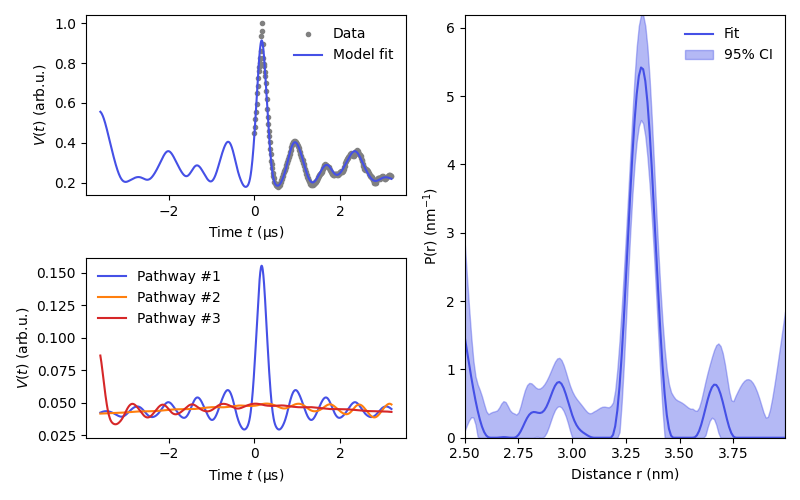 1.0
0.8
0.6
0.4
0.2
V(t) (arb.u.)
Data
Model fit
−2
0
2
Time t (μs)
0.150
0.125
0.100
0.075
0.050
0.025
V(t) (arb.u.)
Pathway #1
Pathway #2
Pathway #3
−2
0
2
Time t (μs)
6
5
4
3
2
1
0
P(r) (nm⁻¹)
Fit
95% CI
2.50
2.75
3.00
3.25
3.50
3.75
Distance r (nm)